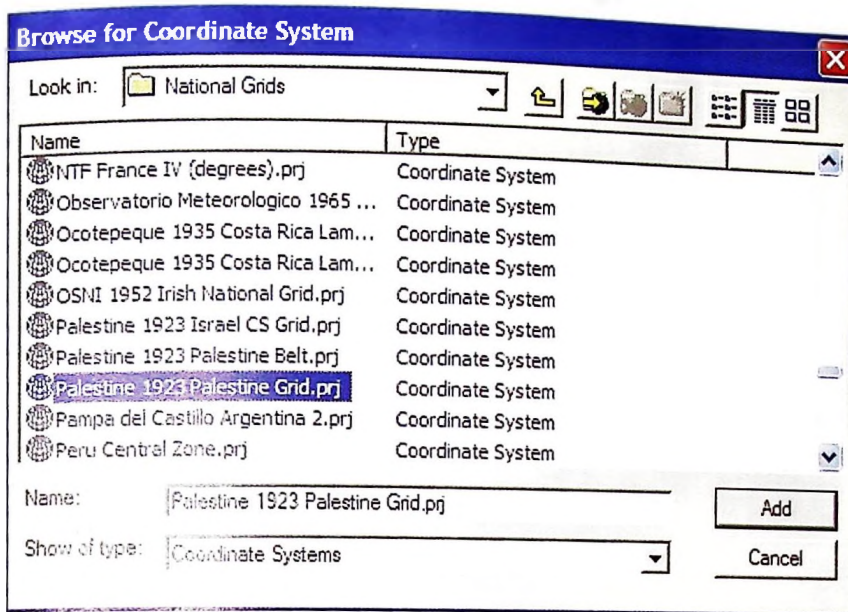 Browse for Coordinate System
Look in: National Grids
Name Type
NTF France IV (degrees).prj Coordinate System
Observatorio Meteorologico 1965 ... Coordinate System
Ocotepeque 1935 Costa Rica Lam... Coordinate System
Ocotepeque 1935 Costa Rica Lam... Coordinate System
OSNI 1952 Irish National Grid.prj Coordinate System
Palestine 1923 Israel CS Grid.prj Coordinate System
Palestine 1923 Palestine Belt.prj Coordinate System
Palestine 1923 Palestine Grid.prj Coordinate System
Pampa del Castillo Argentina 2.prj Coordinate System
Peru Central Zone.prj Coordinate System
Name: Palestine 1923 Palestine Grid.prj Add
Show of type: Coordinate Systems Cancel